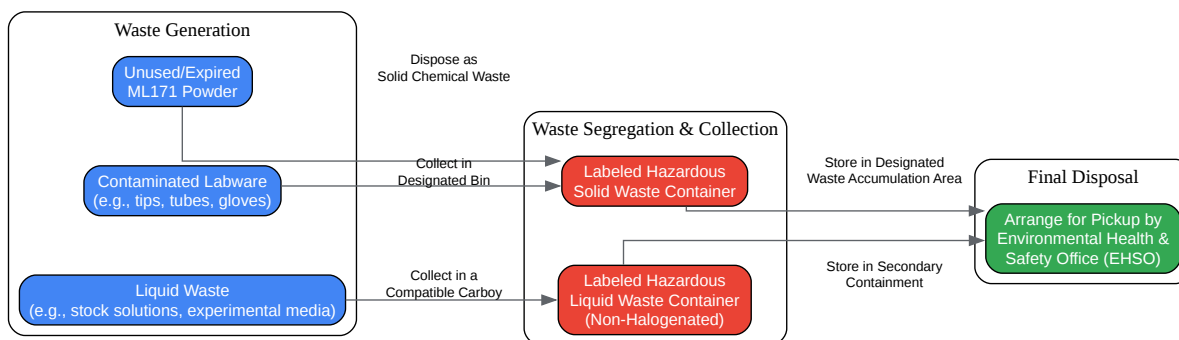 Waste Generation
Unused/Expired
ML171 Powder
Contaminated Labware
(e.g., tips, tubes, gloves)
Liquid Waste
(e.g., stock solutions, experimental media)
Dispose as
Solid Chemical Waste
Collect in
Designated Bin
Collect in a
Compatible Carboy
Waste Segregation & Collection
Labeled Hazardous
Solid Waste Container
Labeled Hazardous
Liquid Waste Container
(Non-Halogenated)
Store in Designated
Waste Accumulation Area
Store in Secondary
Containment
Final Disposal
Arrange for Pickup by
Environmental Health &
Safety Office (EHSO)